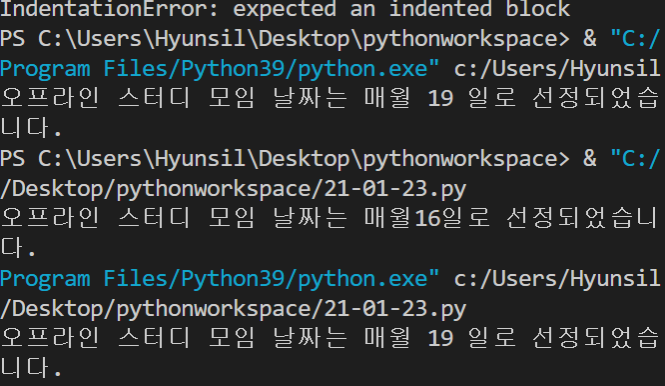 IndentationError: expected an indented block
PS C:\Users\Hyunsil\Desktop\pythonworkspace> & "C:/
Program Files/Python39/python.exe" c:/Users/Hyunsil
오프라인 스터디 모임 날짜는 매월 19 일로 선정되었습
니다.
PS C:\Users\Hyunsil\Desktop\pythonworkspace> & "C:/
/Desktop/pythonworkspace/21-01-23.py
오프라인 스터디 모임 날짜는 매월16일로 선정되었습니
다.
Program Files/Python39/python.exe" c:/Users/Hyunsil
/Desktop/pythonworkspace/21-01-23.py
오프라인 스터디 모임 날짜는 매월 19 일로 선정되었습
니다.